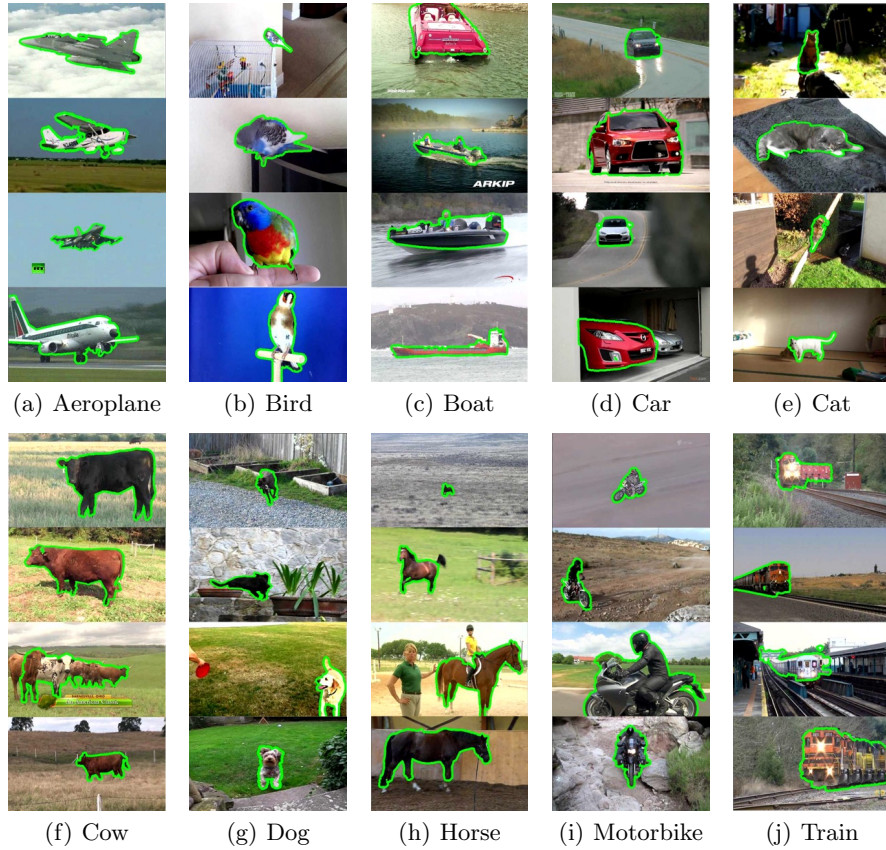 ARKIP
(a) Aeroplane
(b) Bird
(c) Boat
(d) Car
(e) Cat
(f) Cow
(g) Dog
(h) Horse
(i) Motorbike
(j) Train